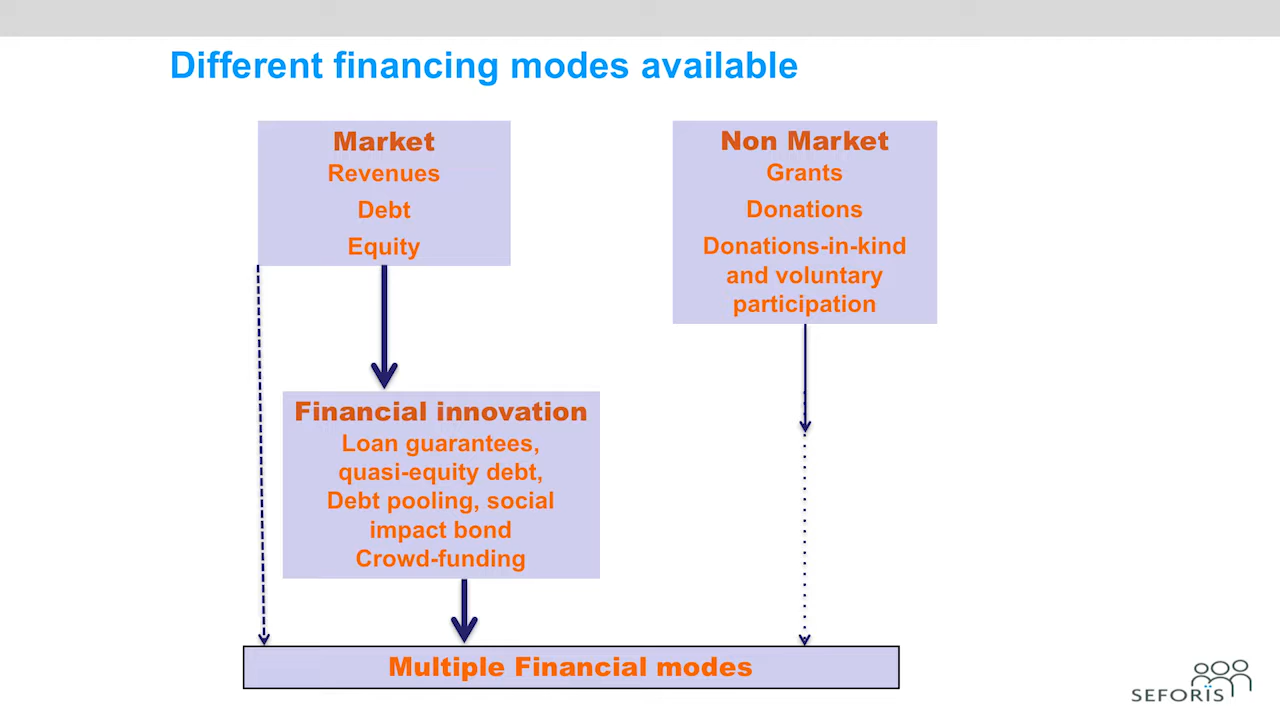 Different financing modes available
Market
Revenues
Debt
Equity
Non Market
Grants
Donations
Donations-in-kind
and voluntary
participation
Financial innovation
Loan guarantees,
quasi-equity debt,
Debt pooling, social
impact bond
Crowd-funding
Multiple Financial modes
SEFORÏS